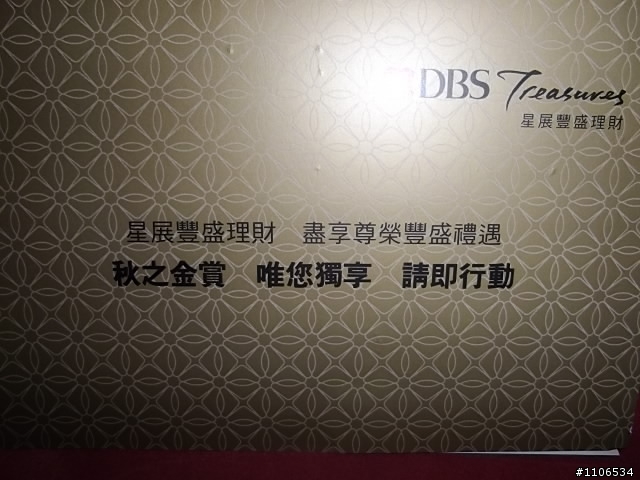 DBS Treasures
星展豐盛理財
星展豐盛理財　盡享尊榮豐盛禮遇
秋之金賞　唯您獨享　請即行動
#1106534